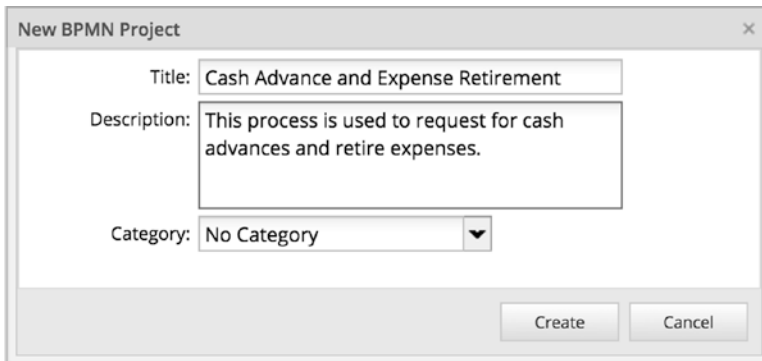 New BPMN Project
Title: Cash Advance and Expense Retirement
Description: This process is used to request for cash
advances and retire expenses.
Category: No Category
Create Cancel